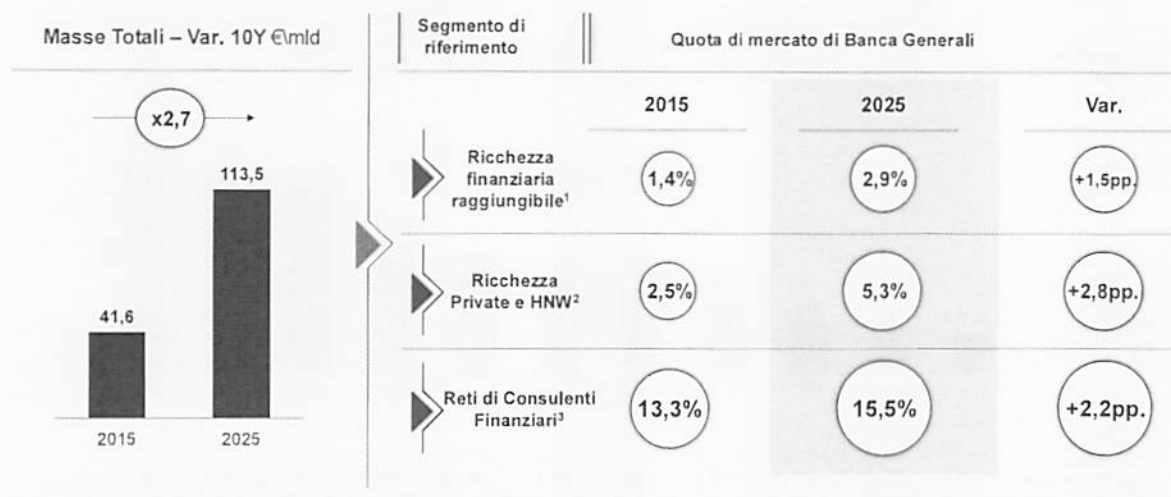 Masse Totali – Var. 10Y €\mld
x2,7
113,5
41,6
2015
2025
Segmento di
riferimento
Quota di mercato di Banca Generali
2015
2025
Var.
Ricchezza
finanziaria
raggiungibile¹
1,4%
2,9%
+1,5pp.
Ricchezza
Private e HNW²
2,5%
5,3%
+2,8pp.
Reti di Consulenti
Finanziari³
13,3%
15,5%
+2,2pp.